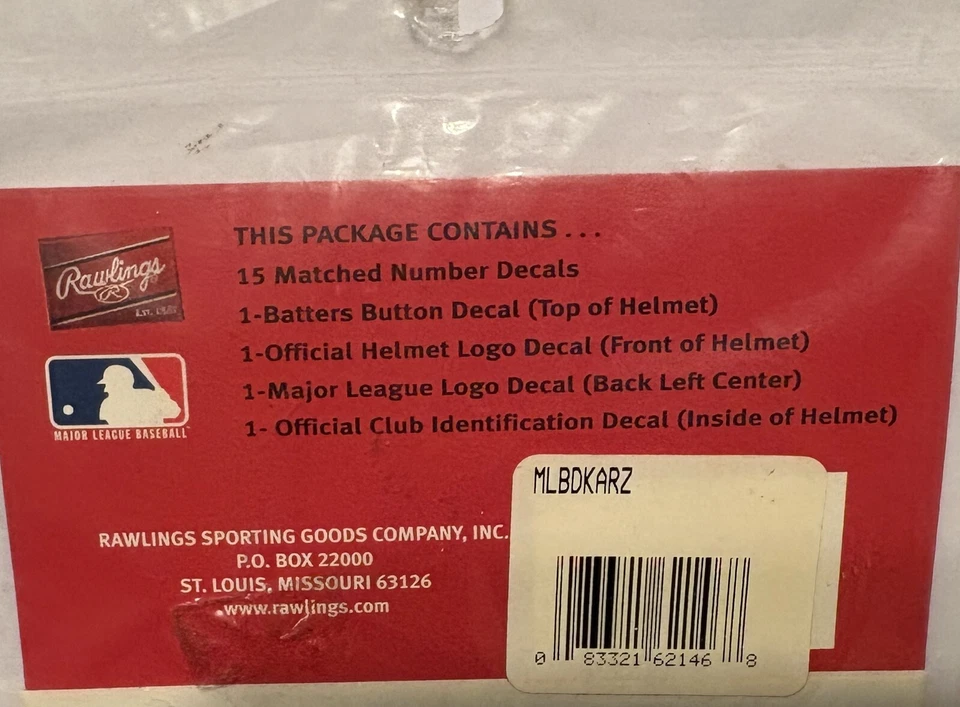 THIS PACKAGE CONTAINS ...
15 Matched Number Decals
1-Batters Button Decal (Top of Helmet)
1-Official Helmet Logo Decal (Front of Helmet)
1-Major League Logo Decal (Back Left Center)
1- Official Club Identification Decal (Inside of Helmet)
Rawlings
R
EST.
MAJOR LEAGUE BASEBALL
RAWLINGS SPORTING GOODS COMPANY, INC.
P.O. BOX 22000
ST. LOUIS, MISSOURI 63126
www.rawlings.com
MLBDKARZ
0 83321 62146 8